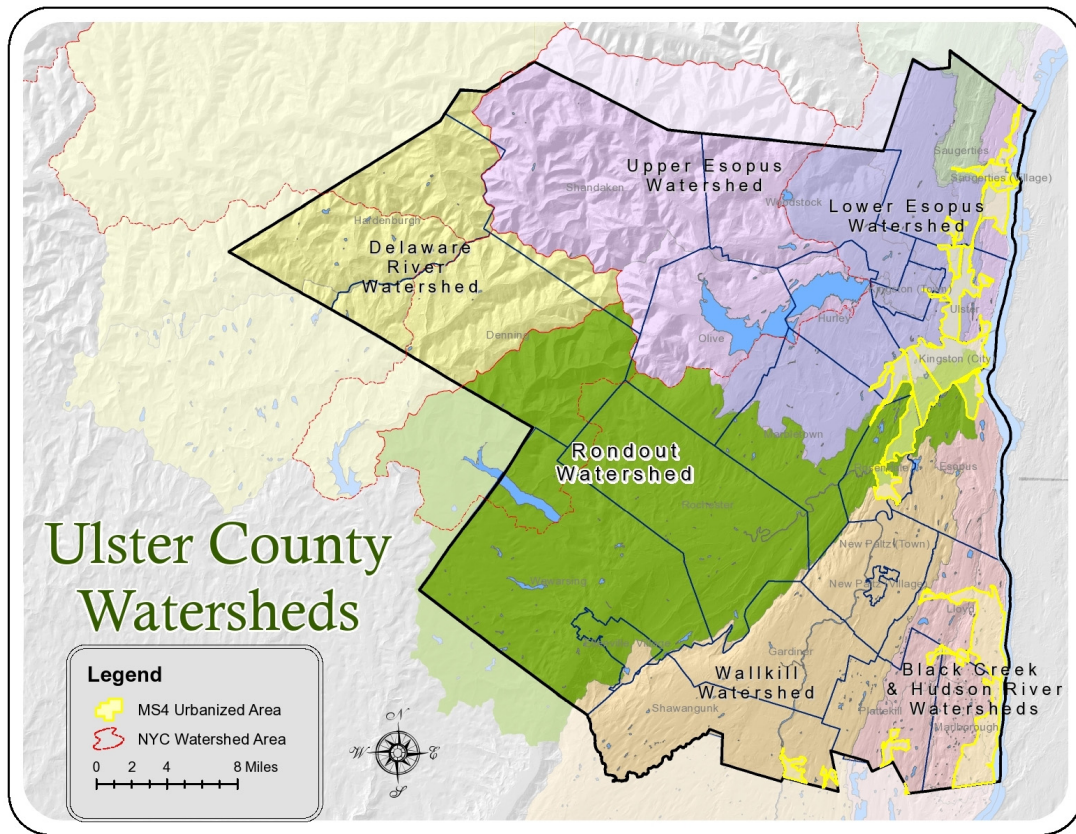 Saugerties
Saugerties (Village)
Upper Esopus
Watershed
Shandaken
Woodstock
Lower Esopus
Watershed
Hardenburgh
Delaware
River
Watershed
Kingston (Town)
Ulster
Hurley
Denning
Olive
Kingston (City
Marbletown
Rondout
Watershed
Esopus
Rochester
New Paltz (Town)
Ulster County
Watersheds
Wawarsing
New Paltz (Village)
Lloyd
Gardiner
Wallkill
Watershed
Black Creek
& Hudson River
Watersheds
Shawangunk
Plattekill
Marlborough
Legend
MS4 Urbanized Area
NYC Watershed Area
0 2 4 8 Miles
N
W E
S